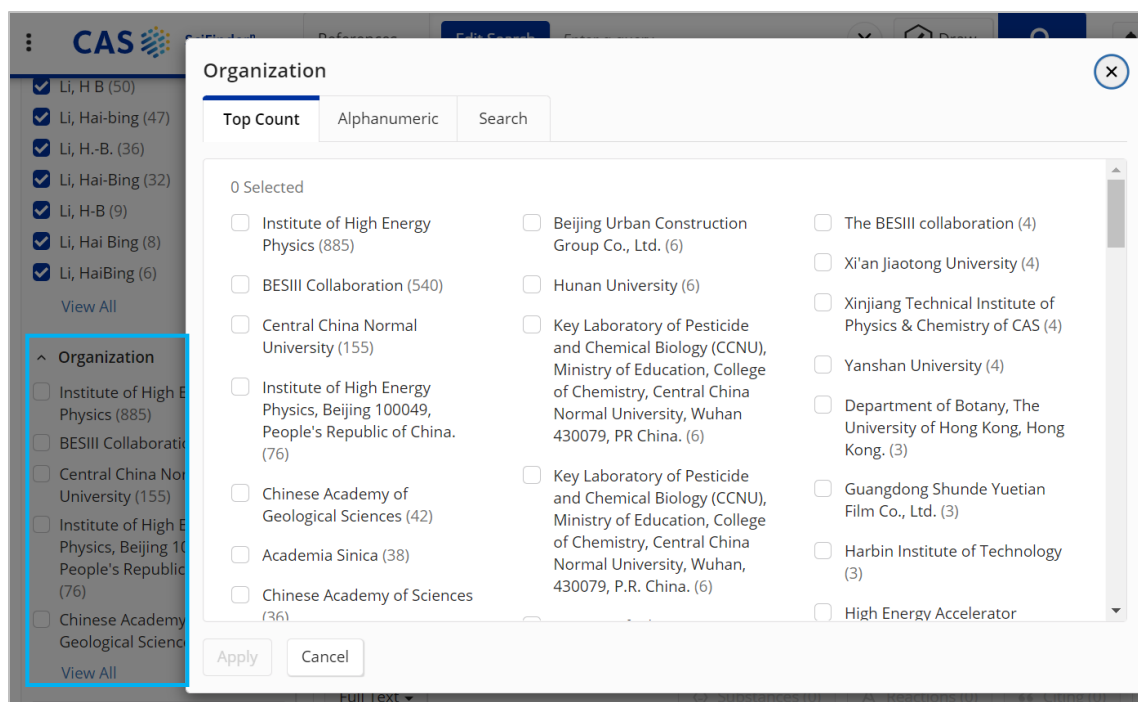 CAS
References
Edit Search
Enter a query
Draw
Li, H B (50)
Li, Hai-bing (47)
Li, H.-B. (36)
Li, Hai-Bing (32)
Li, H-B (9)
Li, Hai Bing (8)
Li, HaiBing (6)
View All
Organization
Institute of High E
Physics (885)
BESIII Collaboratio
Central China Nor
University (155)
Institute of High E
Physics, Beijing 10
People's Republic
(76)
Chinese Academy
Geological Scienc
View All
Organization
Top Count
Alphanumeric
Search
0 Selected
Institute of High Energy
Physics (885)
BESIII Collaboration (540)
Central China Normal
University (155)
Institute of High Energy
Physics, Beijing 100049,
People's Republic of China.
(76)
Chinese Academy of
Geological Sciences (42)
Academia Sinica (38)
Chinese Academy of Sciences
(36)
Beijing Urban Construction
Group Co., Ltd. (6)
Hunan University (6)
Key Laboratory of Pesticide
and Chemical Biology (CCNU),
Ministry of Education, College
of Chemistry, Central China
Normal University, Wuhan
430079, PR China. (6)
Key Laboratory of Pesticide
and Chemical Biology (CCNU),
Ministry of Education, College
of Chemistry, Central China
Normal University, Wuhan,
430079, P.R. China. (6)
The BESIII collaboration (4)
Xi'an Jiaotong University (4)
Xinjiang Technical Institute of
Physics & Chemistry of CAS (4)
Yanshan University (4)
Department of Botany, The
University of Hong Kong, Hong
Kong. (3)
Guangdong Shunde Yuetian
Film Co., Ltd. (3)
Harbin Institute of Technology
(3)
High Energy Accelerator
Apply
Cancel
Full Text
Substances (0)
Reactions (0)
Citing (0)